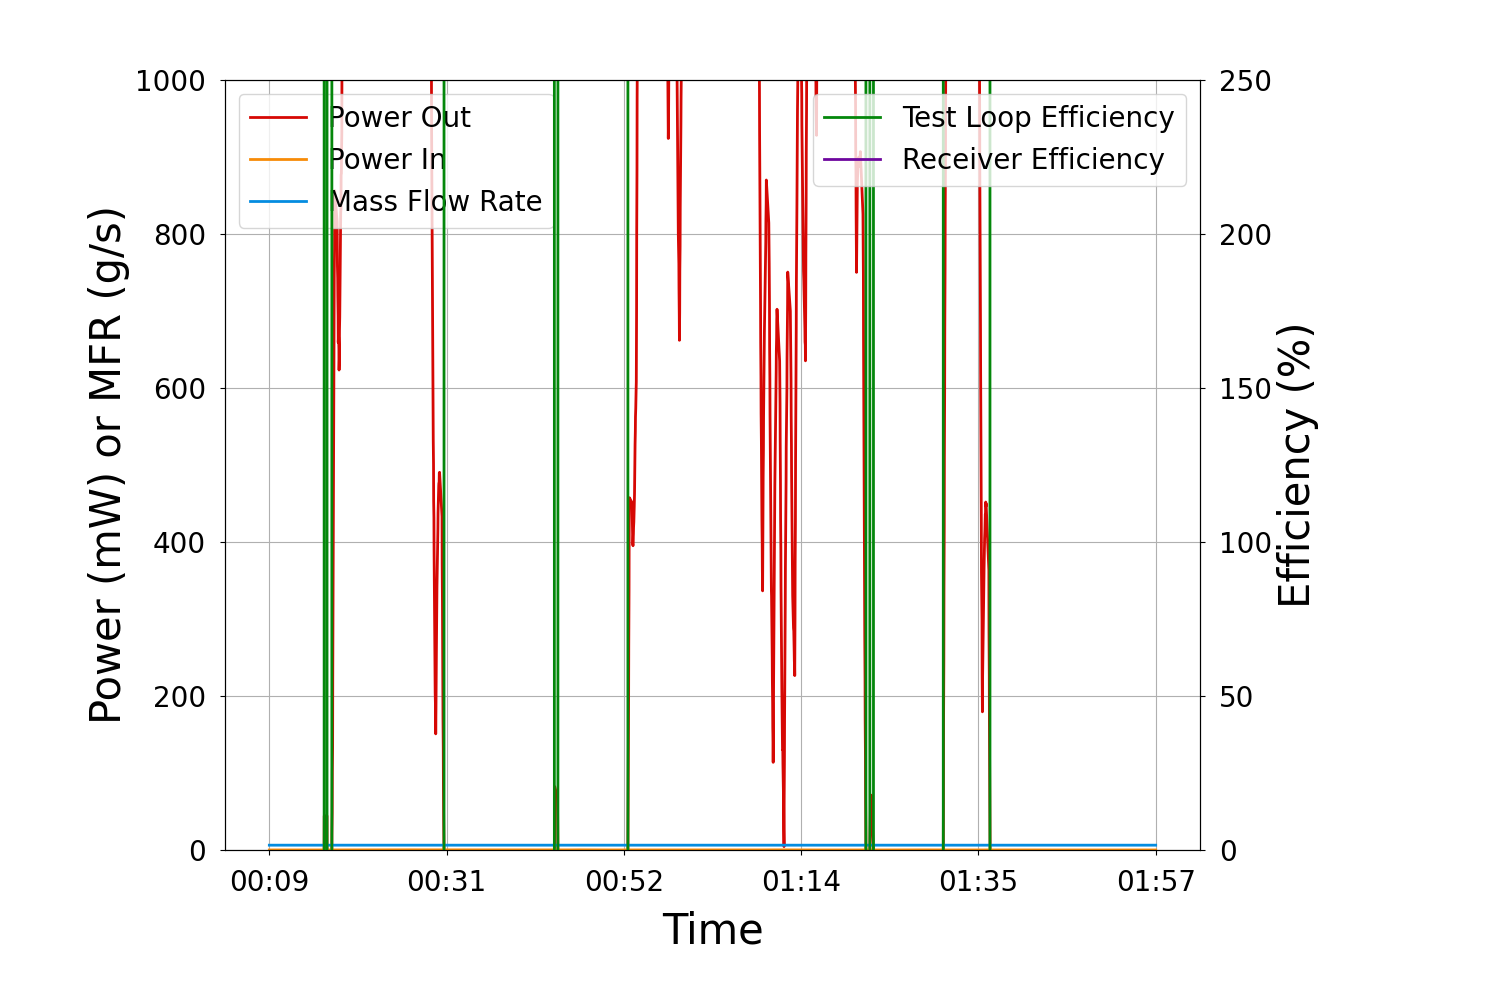 1000
800
600
400
200
0
Power (mW) or MFR (g/s)
Power Out
Power In
Mass Flow Rate
Test Loop Efficiency
Receiver Efficiency
250
200
150
100
50
0
Efficiency (%)
00:09 00:31 00:52 01:14 01:35 01:57
Time